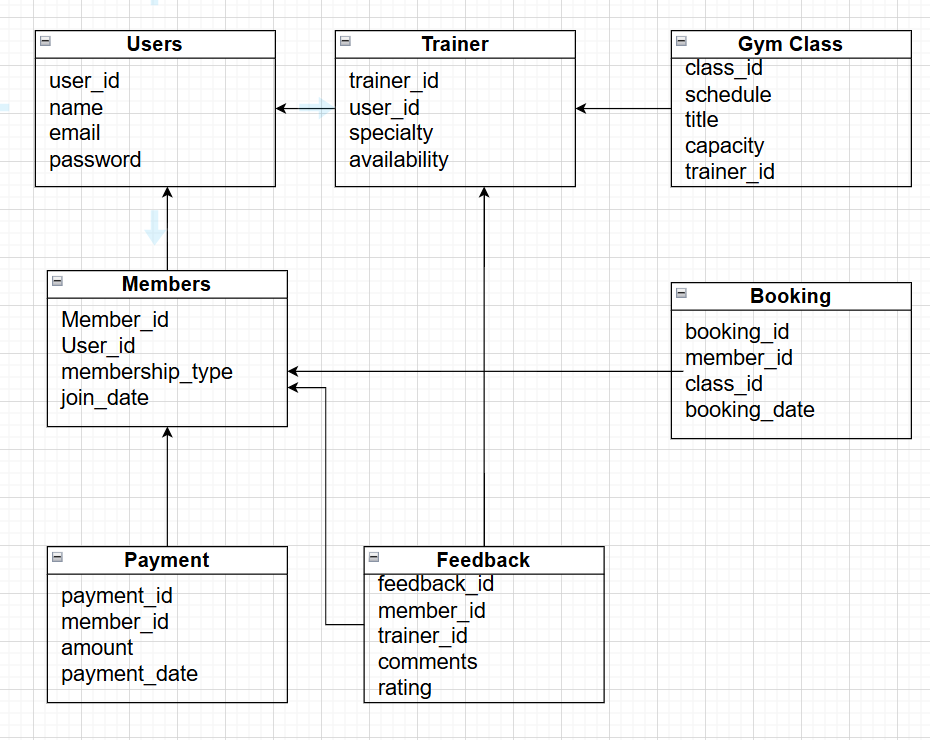 Users
user_id
name
email
password
Trainer
trainer_id
user_id
specialty
availability
Gym Class
class_id
schedule
title
capacity
trainer_id
Members
Member_id
User_id
membership_type
join_date
Booking
booking_id
member_id
class_id
booking_date
Payment
payment_id
member_id
amount
payment_date
Feedback
feedback_id
member_id
trainer_id
comments
rating